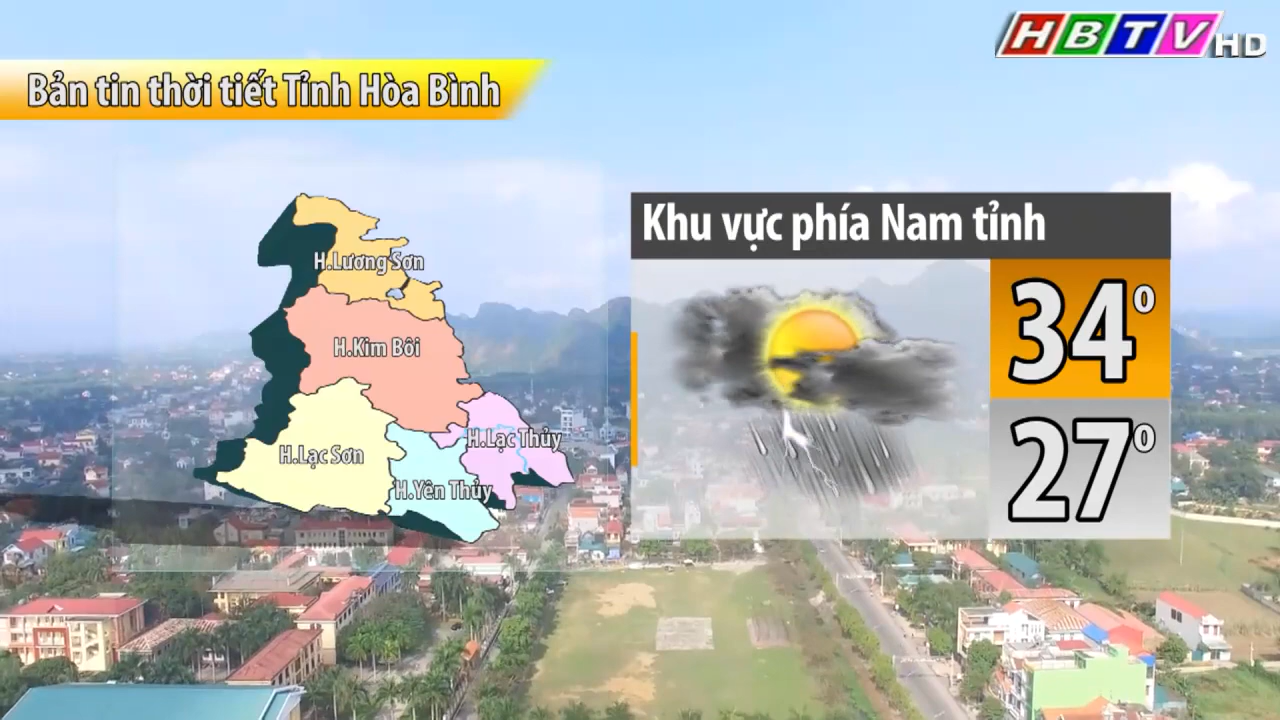 HBTV HD
Bản tin thời tiết Tỉnh Hòa Bình
Khu vực phía Nam tỉnh
H.Lương Sơn
H.Kim Bôi
H.Lạc Sơn
H.Lạc Thủy
H.Yên Thủy
34°
27°